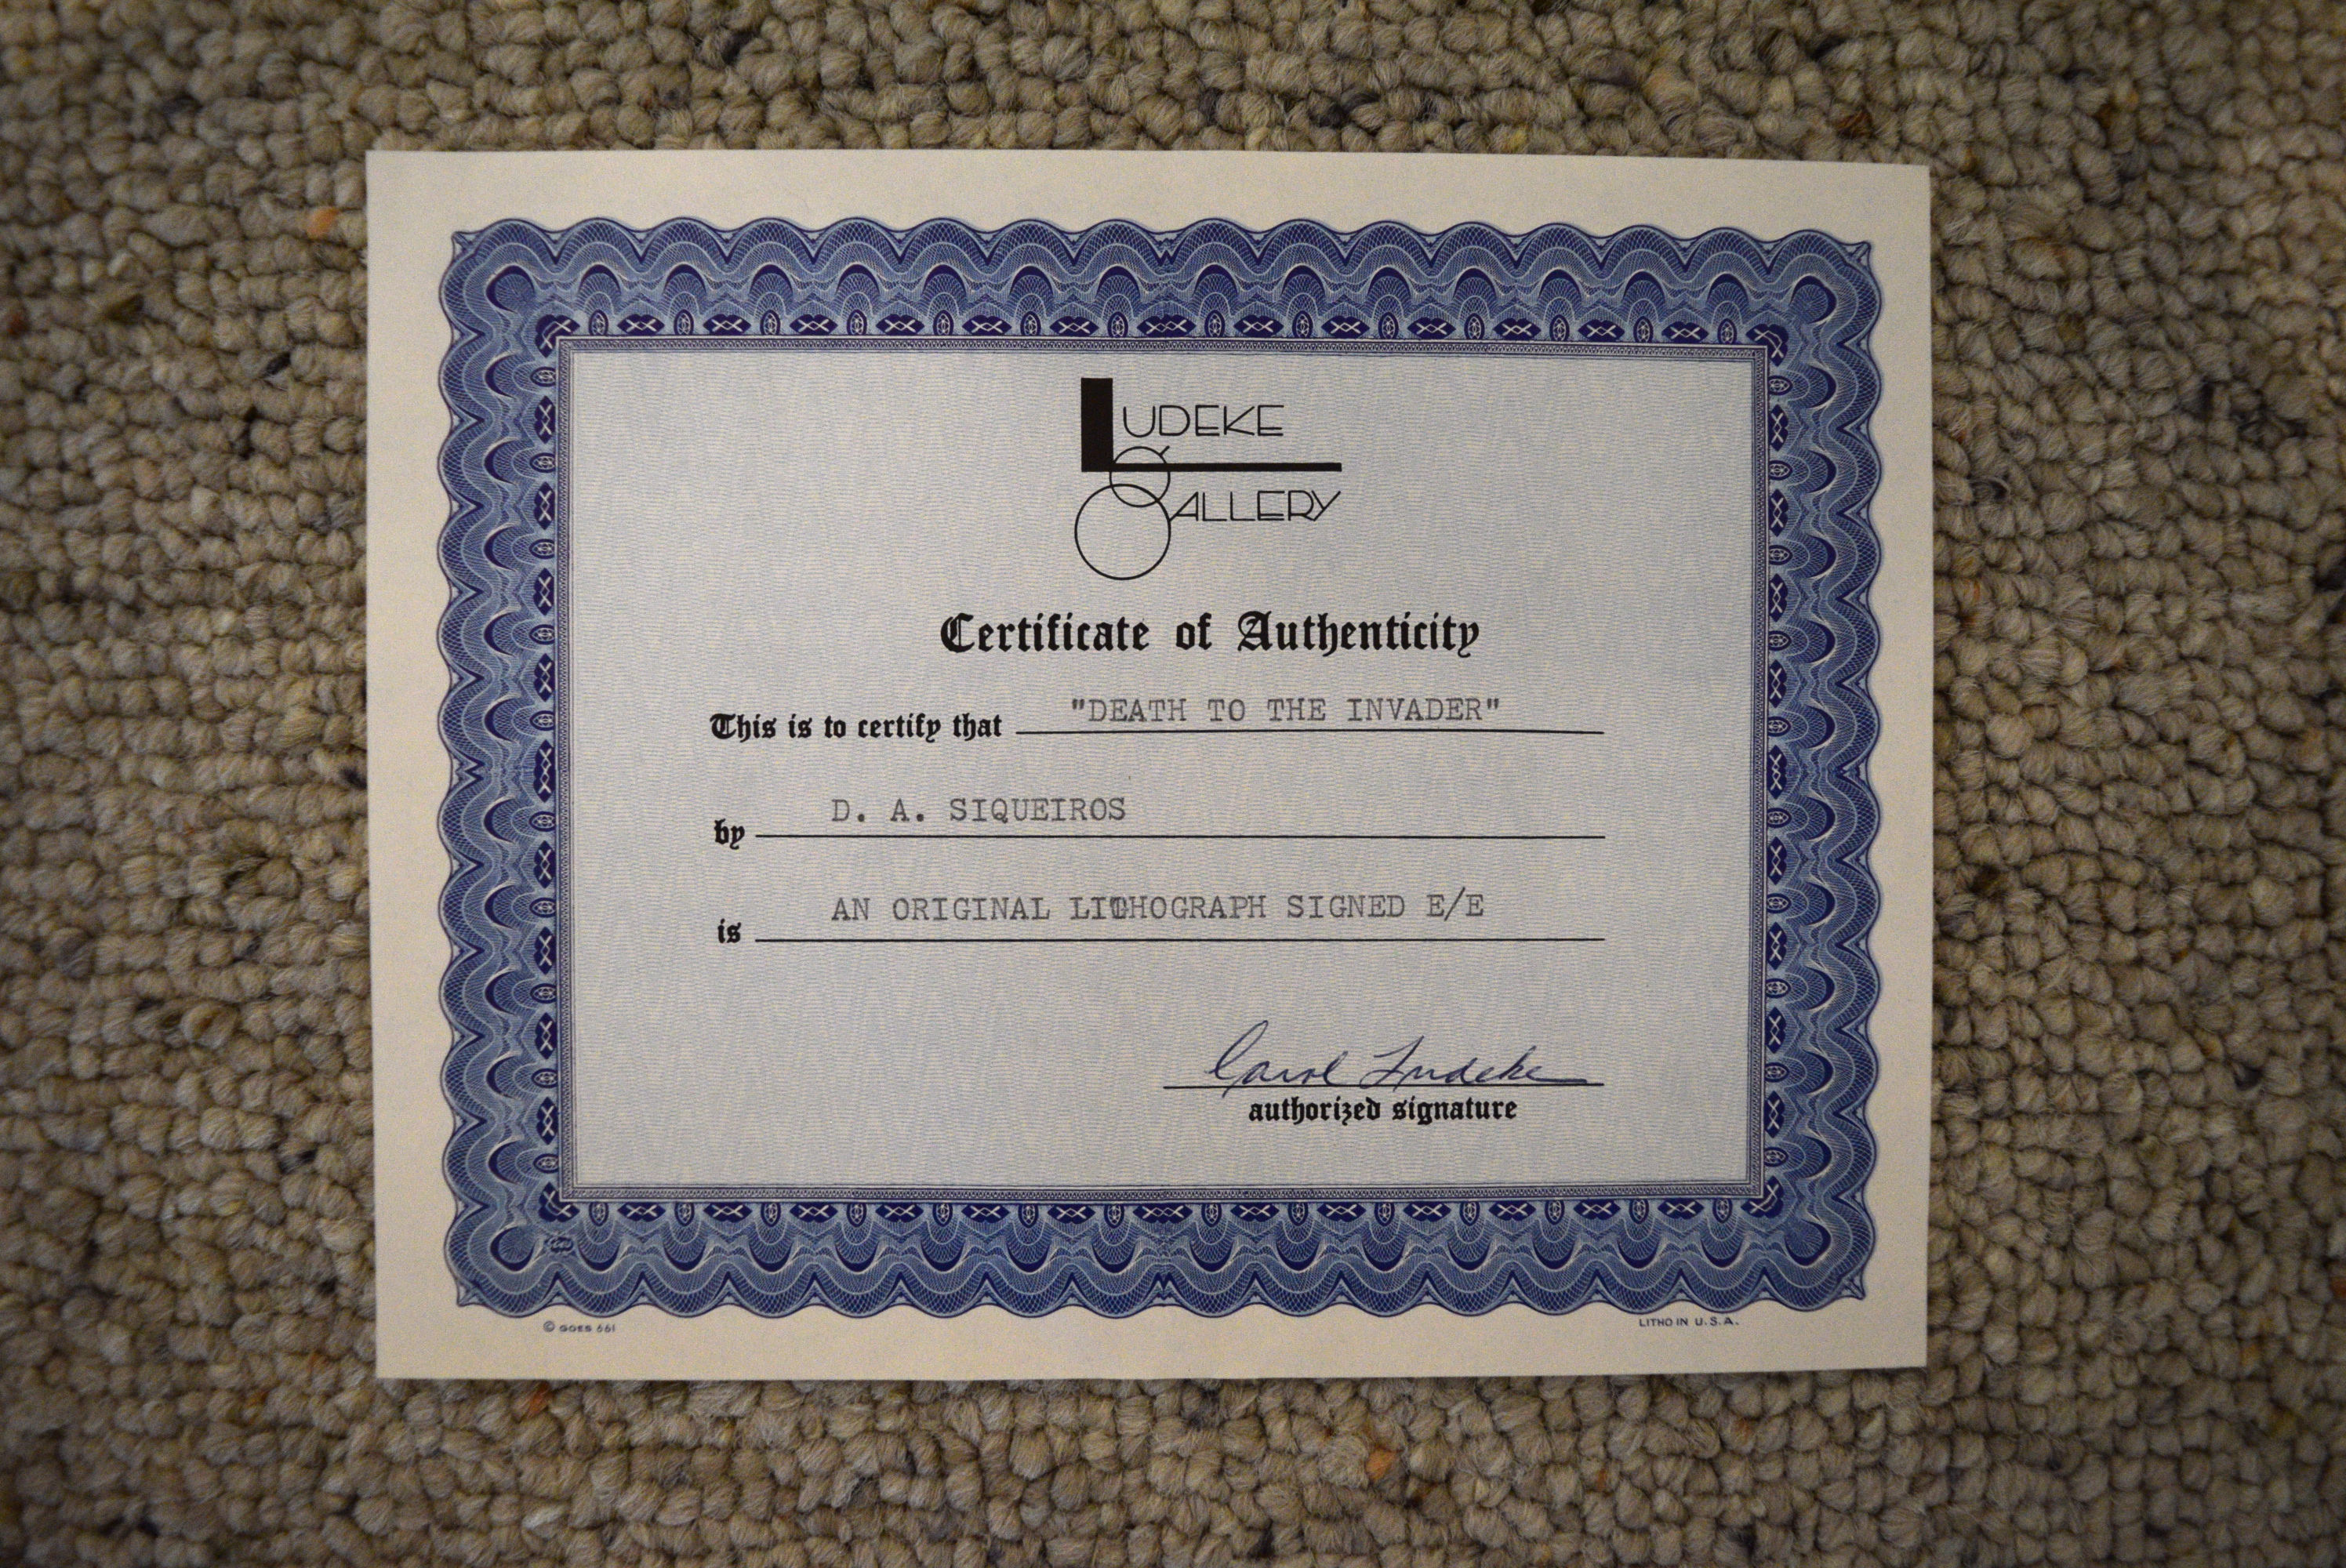 LUDEKE
GALLERY
Certificate of Authenticity
This is to certify that "DEATH TO THE INVADER"
by D. A. SIQUEIROS
is AN ORIGINAL LITHOGRAPH SIGNED E/E
Carol Ludeke
authorized signature
© GOES 661
LITHO IN U.S.A.